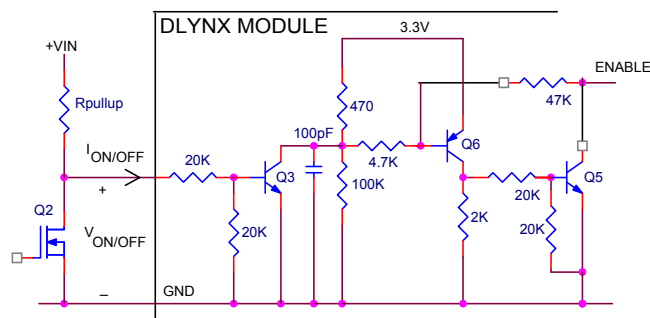 DLYNX MODULE
3.3V
+VIN
ENABLE
Rpullup
470
47K
I ON/OFF
100pF
Q6
20K
Q3
4.7K
+
Q2
100K
20K
Q5
V ON/OFF
20K
2K
20K
–
GND